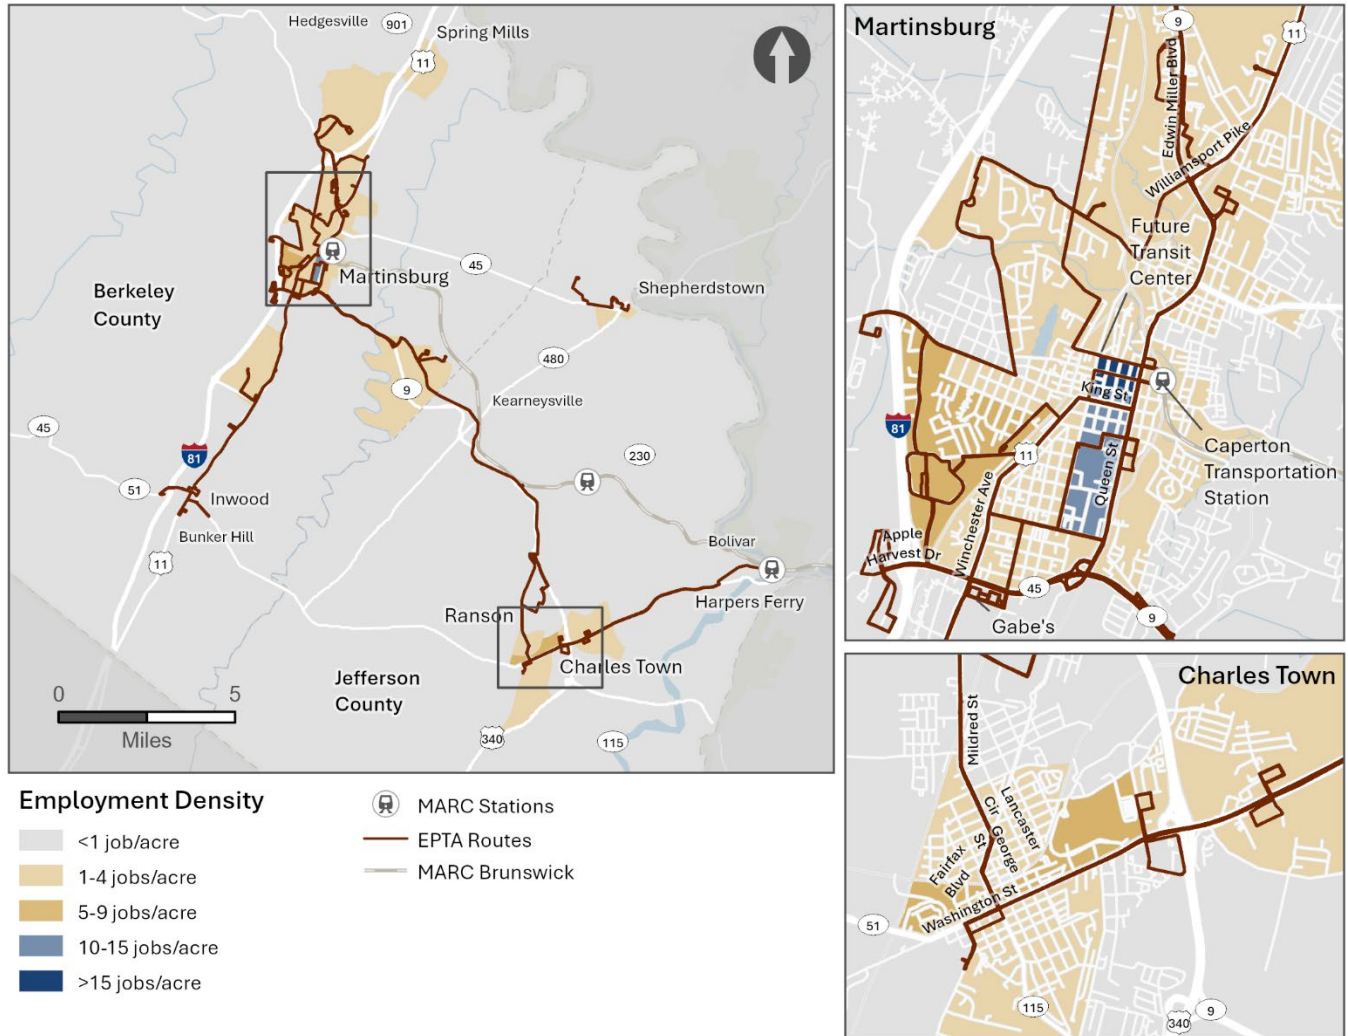 Hedgesville
901
Spring Mills
11
Berkeley
County
Martinsburg
45
Shepherdstown
480
9
Kearneysville
45
81
230
51
Inwood
Bunker Hill
11
Bolivar
Harpers Ferry
Ranson
Charles Town
Jefferson
County
0 5
Miles
340
115
Martinsburg
9
11
Edwin Miller Blvd
Williamsport Pike
Future
Transit
Center
King St
81
11
Queen St
Caperton
Transportation
Station
Winchester Ave
Apple
Harvest Dr
45
9
Gabe's
Charles Town
Mildred St
Lancaster
Cir
George
St
Fairfax
Blvd
Washington St
51
115
340
9
Employment Density
<1 job/acre
1-4 jobs/acre
5-9 jobs/acre
10-15 jobs/acre
>15 jobs/acre
MARC Stations
EPTA Routes
MARC Brunswick